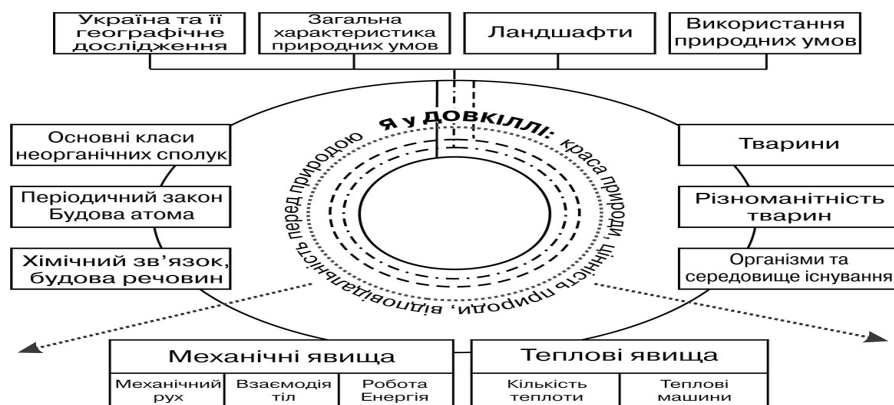 Україна та її
географічне
дослідження
Загальна
характеристика
природних умов
Ландшафти
Використання
природних умов
Я у ДОВКІЛЛІ: краса природи, цінність природи, відповідальність перед природою
Основні класи
неорганічних сполук
Періодичний закон
Будова атома
Хімічний зв’язок,
будова речовин
Тварини
Різноманітність
тварин
Організми та
середовище існування
Механічні явища
Механічний
рух
Взаємодія
тіл
Робота
Енергія
Теплові явища
Кількість
теплоти
Теплові
машини